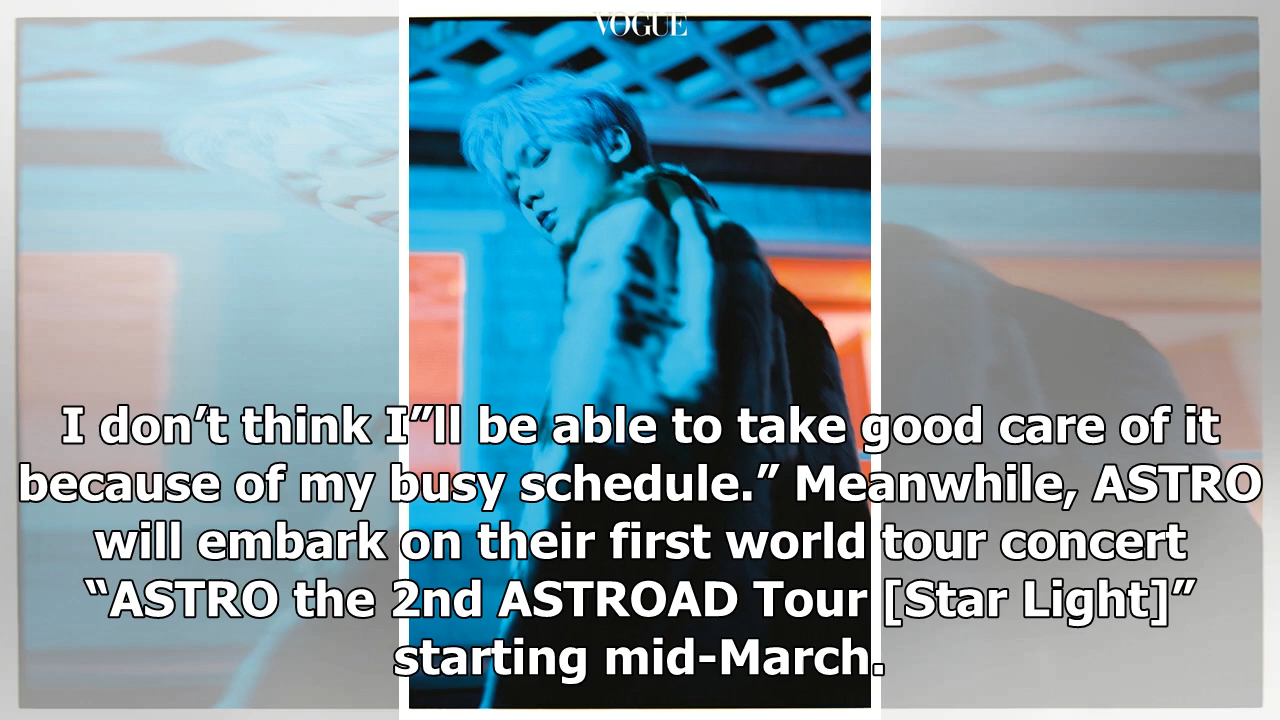 VOGUE
I don’t think I”ll be able to take good care of it
because of my busy schedule.” Meanwhile, ASTRO
will embark on their first world tour concert
“ASTRO the 2nd ASTROAD Tour [Star Light]”
starting mid-March.